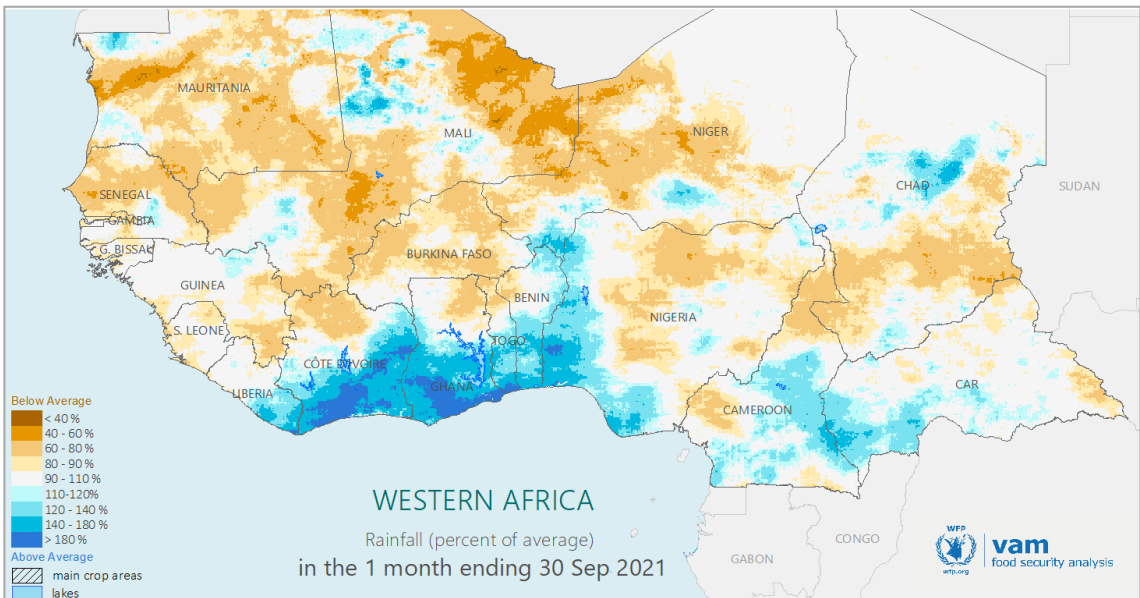 MAURITANIA
MALI
NIGER
CHAD
SUDAN
SENEGAL
GAMBIA
G. BISSAU
BURKINA FASO
GUINEA
BENIN
NIGERIA
S. LEONE
TOGO
CÔTE D'IVOIRE
GHANA
LIBERIA
CAR
CAMEROON
Below Average
< 40 %
40 - 60 %
60 - 80 %
80 - 90 %
90 - 110 %
110-120%
120 - 140 %
140 - 180 %
> 180 %
Above Average
main crop areas
lakes
WESTERN AFRICA
Rainfall (percent of average)
in the 1 month ending 30 Sep 2021
GABON
CONGO
WFP
wfp.org
vam
food security analysis